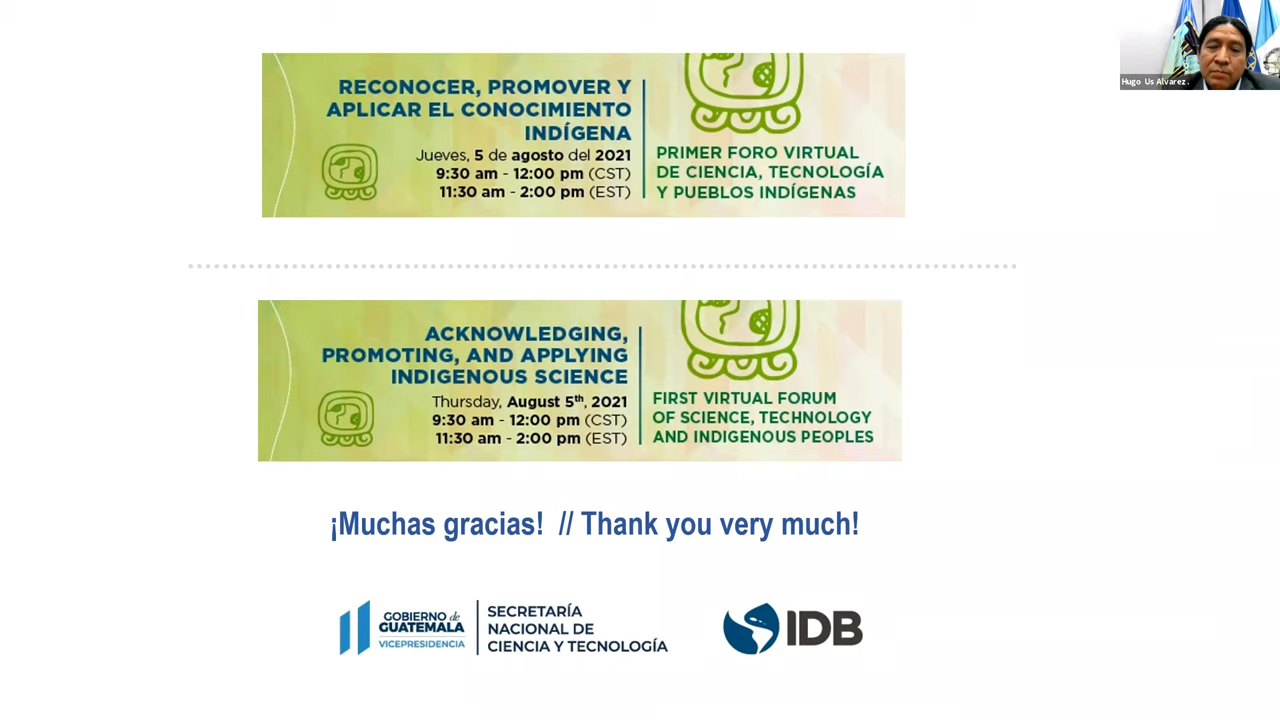 Hugo Us Alvarez.
RECONOCER, PROMOVER Y
APLICAR EL CONOCIMIENTO
INDÍGENA
Jueves, 5 de agosto del 2021
9:30 am - 12:00 pm (CST)
11:30 am - 2:00 pm (EST)
PRIMER FORO VIRTUAL
DE CIENCIA, TECNOLOGÍA
Y PUEBLOS INDÍGENAS
ACKNOWLEDGING,
PROMOTING, AND APPLYING
INDIGENOUS SCIENCE
Thursday, August 5th, 2021
9:30 am - 12:00 pm (CST)
11:30 am - 2:00 pm (EST)
FIRST VIRTUAL FORUM
OF SCIENCE, TECHNOLOGY
AND INDIGENOUS PEOPLES
¡Muchas gracias! // Thank you very much!
GOBIERNO de
GUATEMALA
VICEPRESIDENCIA
SECRETARÍA
NACIONAL DE
CIENCIA Y TECNOLOGÍA
IDB